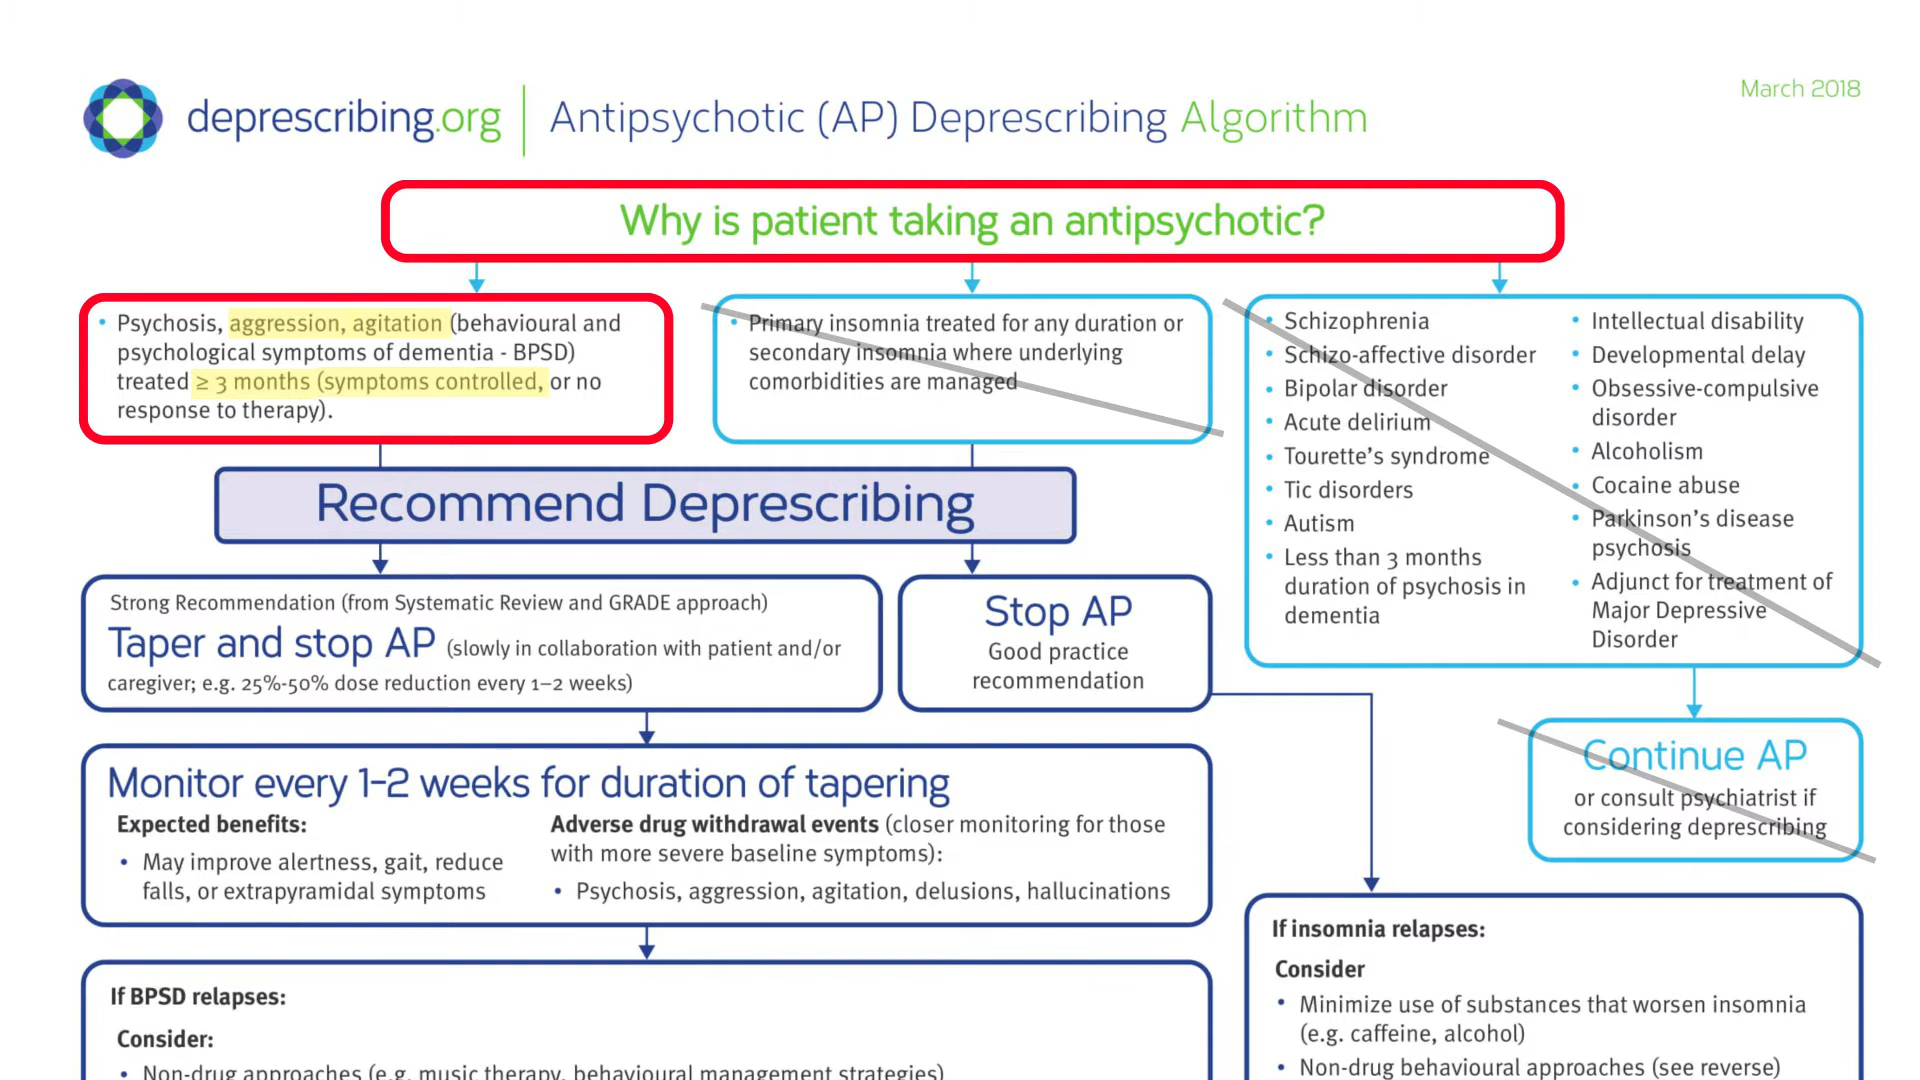 deprescribing.org
Antipsychotic (AP) Deprescribing Algorithm
March 2018
Why is patient taking an antipsychotic?
• Psychosis, aggression, agitation (behavioural and
psychological symptoms of dementia - BPSD)
treated ≥ 3 months (symptoms controlled, or no
response to therapy).
• Primary insomnia treated for any duration or
secondary insomnia where underlying
comorbidities are managed
• Schizophrenia
• Schizo-affective disorder
• Bipolar disorder
• Acute delirium
• Tourette's syndrome
• Tic disorders
• Autism
• Less than 3 months
duration of psychosis in
dementia
• Intellectual disability
• Developmental delay
• Obsessive-compulsive
disorder
• Alcoholism
• Cocaine abuse
• Parkinson's disease
psychosis
• Adjunct for treatment of
Major Depressive
Disorder
Recommend Deprescribing
Strong Recommendation (from Systematic Review and GRADE approach)
Taper and stop AP (slowly in collaboration with patient and/or
caregiver; e.g. 25%-50% dose reduction every 1–2 weeks)
Stop AP
Good practice
recommendation
Continue AP
or consult psychiatrist if
considering deprescribing
Monitor every 1-2 weeks for duration of tapering
Expected benefits:
• May improve alertness, gait, reduce
falls, or extrapyramidal symptoms
Adverse drug withdrawal events (closer monitoring for those
with more severe baseline symptoms):
• Psychosis, aggression, agitation, delusions, hallucinations
If BPSD relapses:
Consider:
• Non-drug approaches (e.g. music therapy, behavioural management strategies)
If insomnia relapses:
Consider
• Minimize use of substances that worsen insomnia
(e.g. caffeine, alcohol)
• Non-drug behavioural approaches (see reverse)